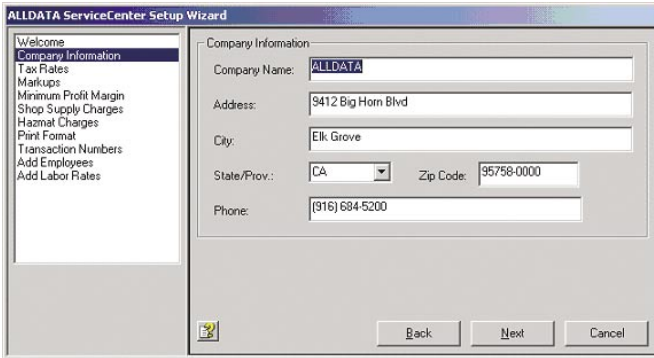 ALLDATA ServiceCenter Setup Wizard
Welcome
Company Information
Tax Rates
Markups
Minimum Profit Margin
Shop Supply Charges
Hazmat Charges
Print Format
Transaction Numbers
Add Employees
Add Labor Rates
Company Information
Company Name: ALLDATA
Address: 9412 Big Horn Blvd
City: Elk Grove
State/Prov.: CA Zip Code: 95758-0000
Phone: (916) 684-5200
Back Next Cancel